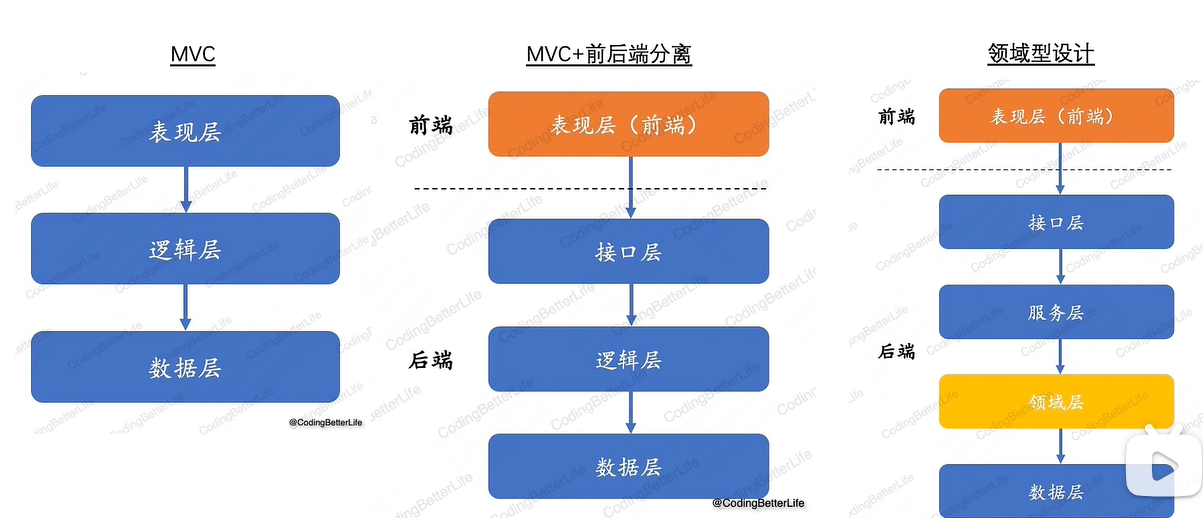 MVC
表现层
逻辑层
数据层
@CodingBetterLife
MVC+前后端分离
前端
表现层（前端）
接口层
后端
逻辑层
数据层
@CodingBetterLife
领域型设计
前端
表现层（前端）
接口层
服务层
后端
领域层
数据层
CodingBetterLife